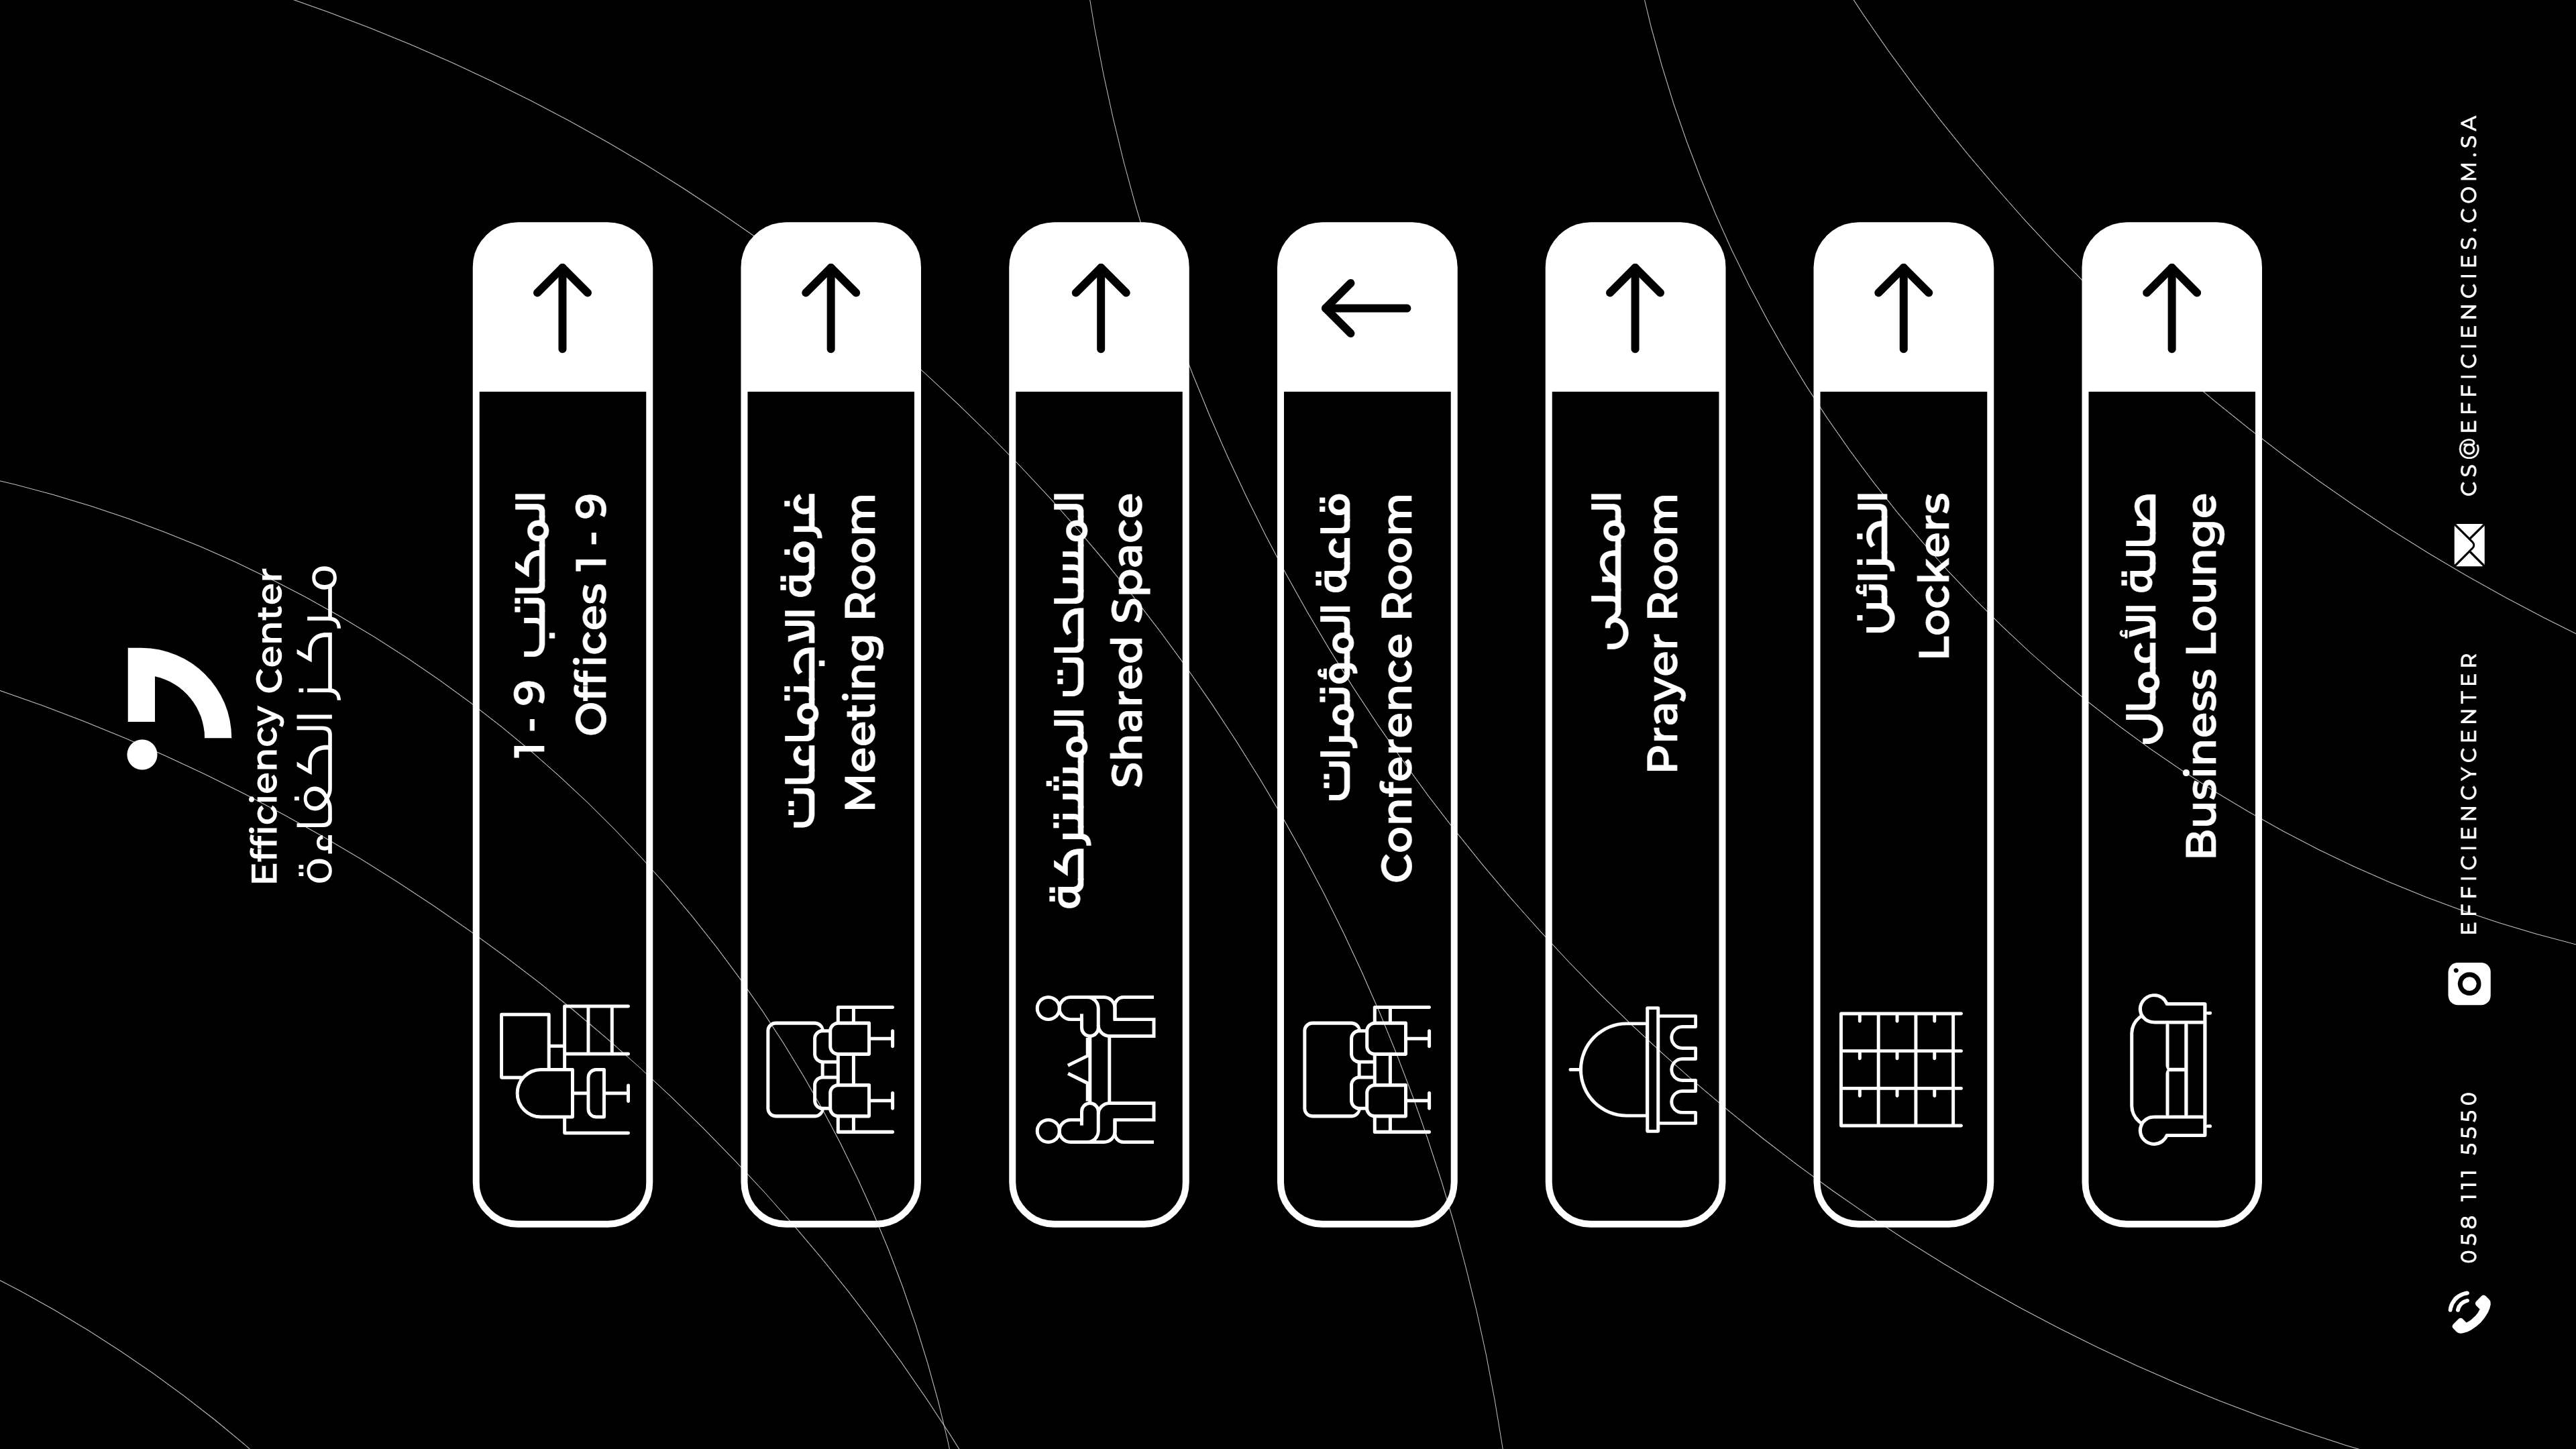 Efficiency Center
مركز الكفاءة
المكاتب 9 - 1
Offices 1 - 9
غرفة الاجتماعات
Meeting Room
المساحات المشتركة
Shared Space
قاعة المؤتمرات
Conference Room
المصلى
Prayer Room
الخزائن
Lockers
صالة الأعمال
Business Lounge
058 111 5550
EFFICIENCYCENTER
CS@EFFICIENCIES.COM.SA